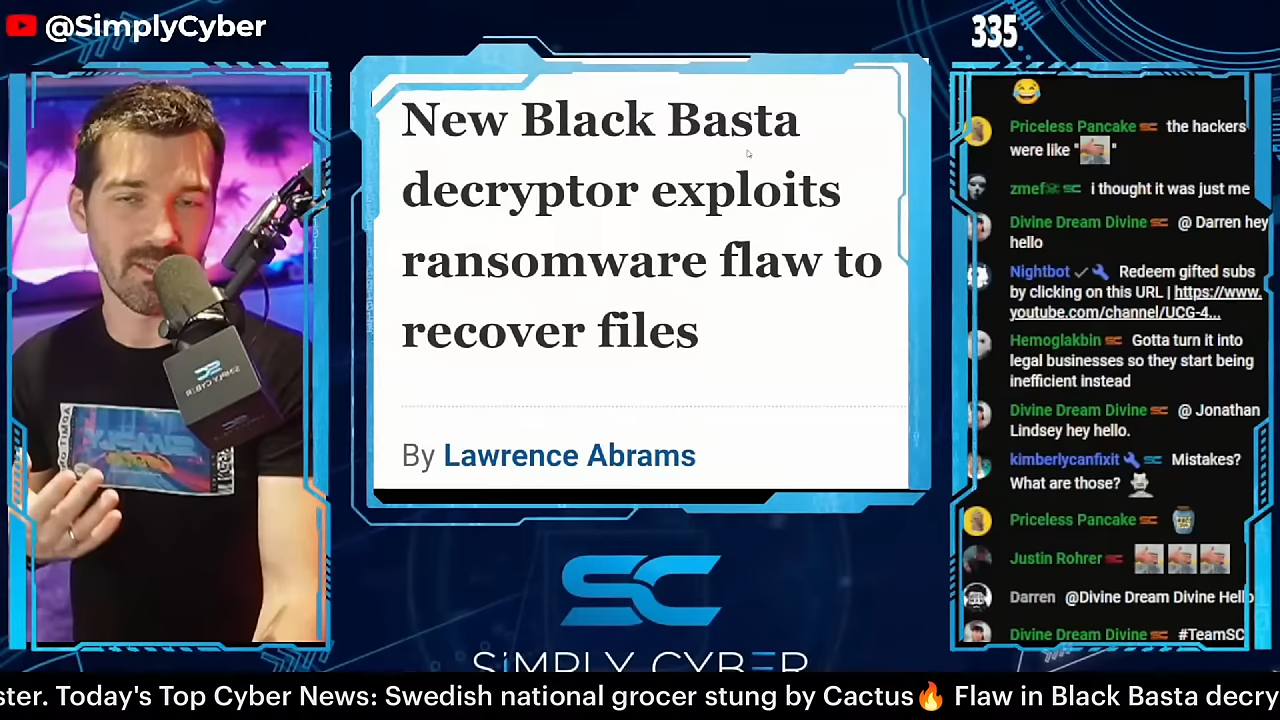 @SimplyCyber
335
New Black Basta
decryptor exploits
ransomware flaw to
recover files
By Lawrence Abrams
SC
SiMPLY CYBER
Priceless Pancake the hackers
were like " "
zmef i thought it was just me
Divine Dream Divine @ Darren hey
hello
Nightbot Redeem gifted subs
by clicking on this URL | https://www.
youtube.com/channel/UCG-4...
Hemoglakbin Gotta turn it into
legal businesses so they start being
inefficient instead
Divine Dream Divine @ Jonathan
Lindsey hey hello.
kimberlycanfixit Mistakes?
What are those?
Priceless Pancake
Justin Rohrer
Darren @Divine Dream Divine Hello
Divine Dream Divine #TeamSC
ster. Today's Top Cyber News: Swedish national grocer stung by Cactus🔥 Flaw in Black Basta decry